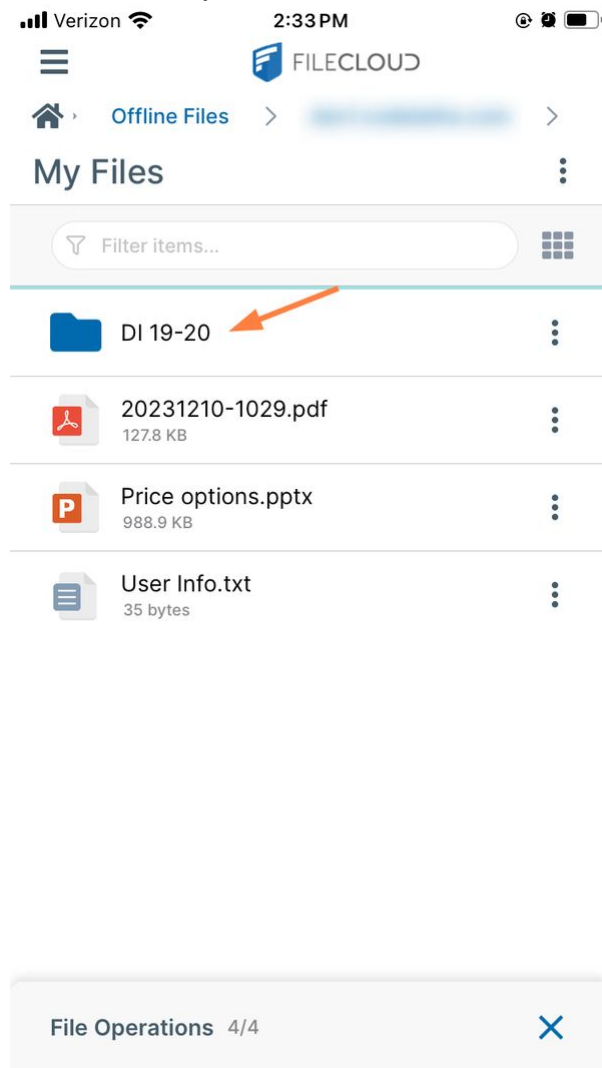 Verizon 2:33 PM
FILECLOUD
Offline Files > >
My Files
Filter items...
DI 19-20
20231210-1029.pdf
127.8 KB
P Price options.pptx
988.9 KB
User Info.txt
35 bytes
File Operations 4/4